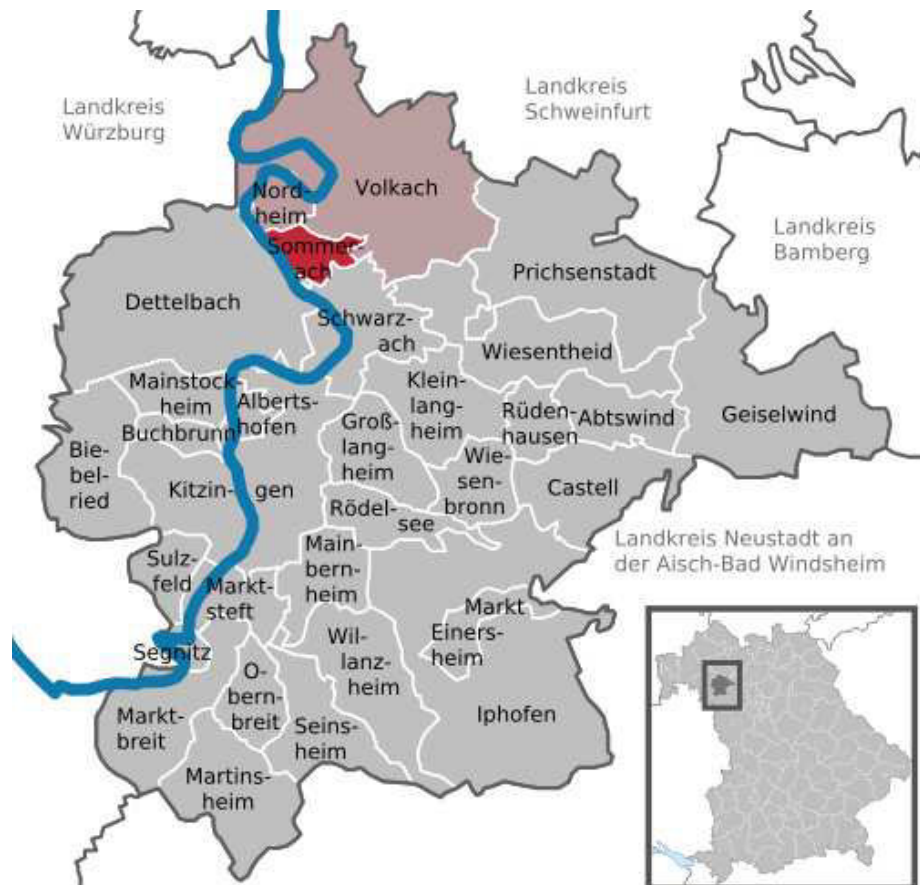 Landkreis
Würzburg
Landkreis
Schweinfurt
Landkreis
Bamberg
Nord-
heim
Volkach
Sommer-
ach
Prichsenstadt
Dettelbach
Schwarz-
ach
Wiesentheid
Mainstock-
heim
Alberts-
hofen
Klein-
lang-
heim
Rüden-
hausen
Abtswind
Geiselwind
Buchbrunn
Groß-
lang-
heim
Bie-
bel-
ried
Wie-
sen-
bronn
Kitzin-
gen
Castell
Rödel-
see
Landkreis Neustadt an
der Aisch-Bad Windsheim
Sulz-
feld
Markt-
steft
Main-
bern-
heim
Markt
Einers-
heim
Segnitz
Wil-
lanz-
heim
O-
bern-
breit
Markt-
breit
Seins-
heim
Iphofen
Martins-
heim